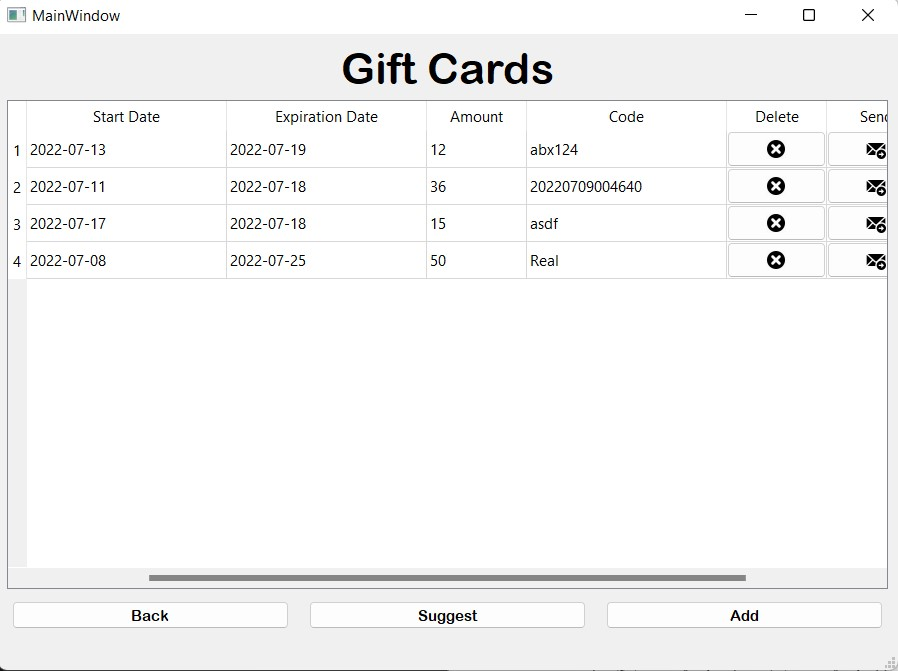 MainWindow
Gift Cards
Start Date Expiration Date Amount Code Delete Send
1 2022-07-13 2022-07-19 12 abx124
2 2022-07-11 2022-07-18 36 20220709004640
3 2022-07-17 2022-07-18 15 asdf
4 2022-07-08 2022-07-25 50 Real
Back Suggest Add